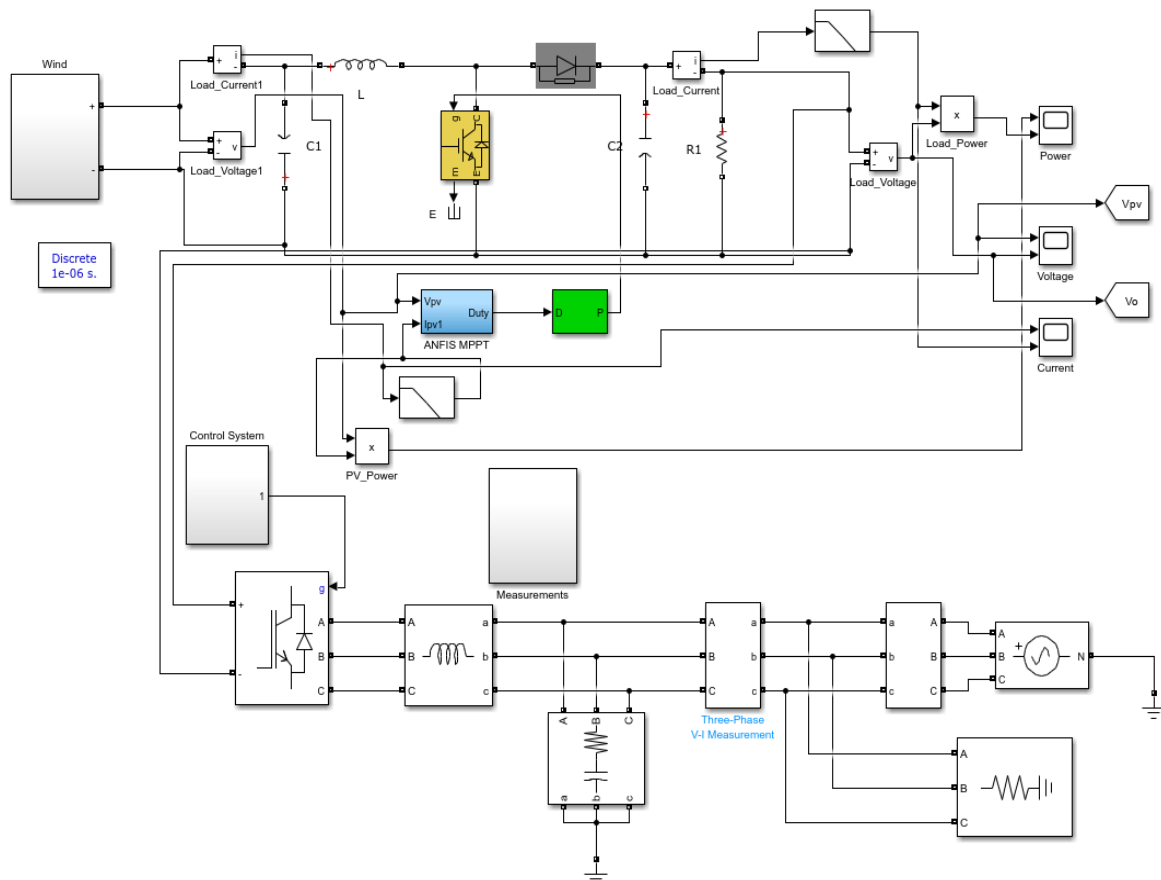 Wind
+
-
+
i
-
Load_Current1
+
-
v
Load_Voltage1
L
C1
g
C
m
E
E
C2
+
i
-
Load_Current
R1
+
-
v
Load_Voltage
x
Load_Power
Power
Vpv
Voltage
Vo
Current
Discrete
1e-06 s.
Vpv
Ipv1
Duty
ANFIS MPPT
D
P
x
PV_Power
Control System
1
Measurements
g
+
-
A
B
C
A
B
C
a
b
c
A
B
C
a
b
c
A
B
C
a
b
c
Three-Phase
V-I Measurement
a
b
c
A
B
C
A
B
C
+
N
A
B
C